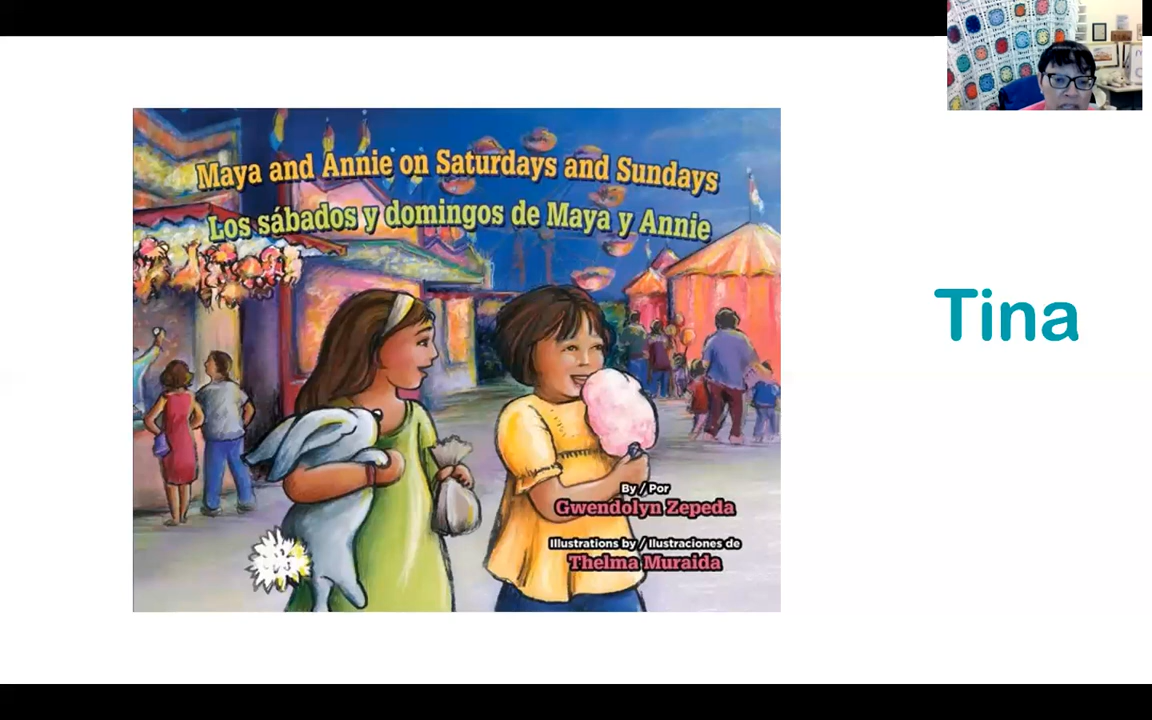 Maya and Annie on Saturdays and Sundays
Los sábados y domingos de Maya y Annie
Tina
By / Por
Gwendolyn Zepeda
Illustrations by / Ilustraciones de
Thelma Muraida